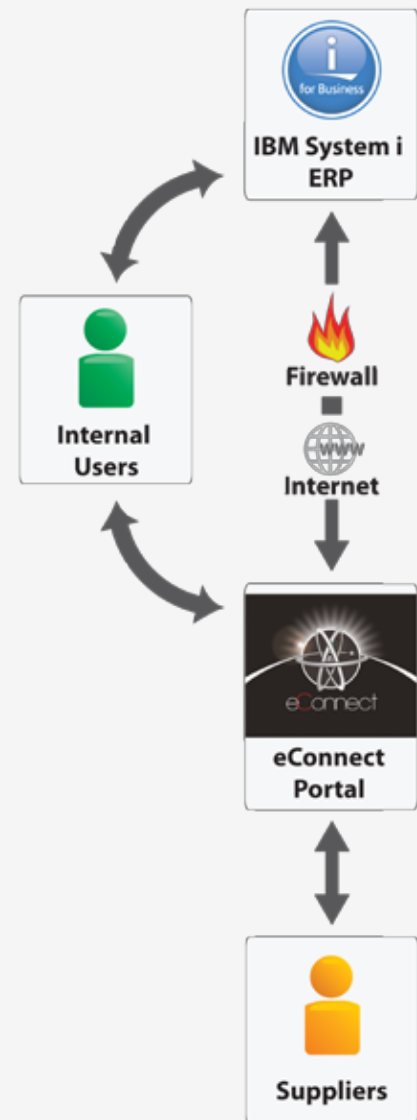 i
for Business
IBM System i
ERP
Firewall
www
Internet
Internal
Users
eConnect
eConnect
Portal
Suppliers